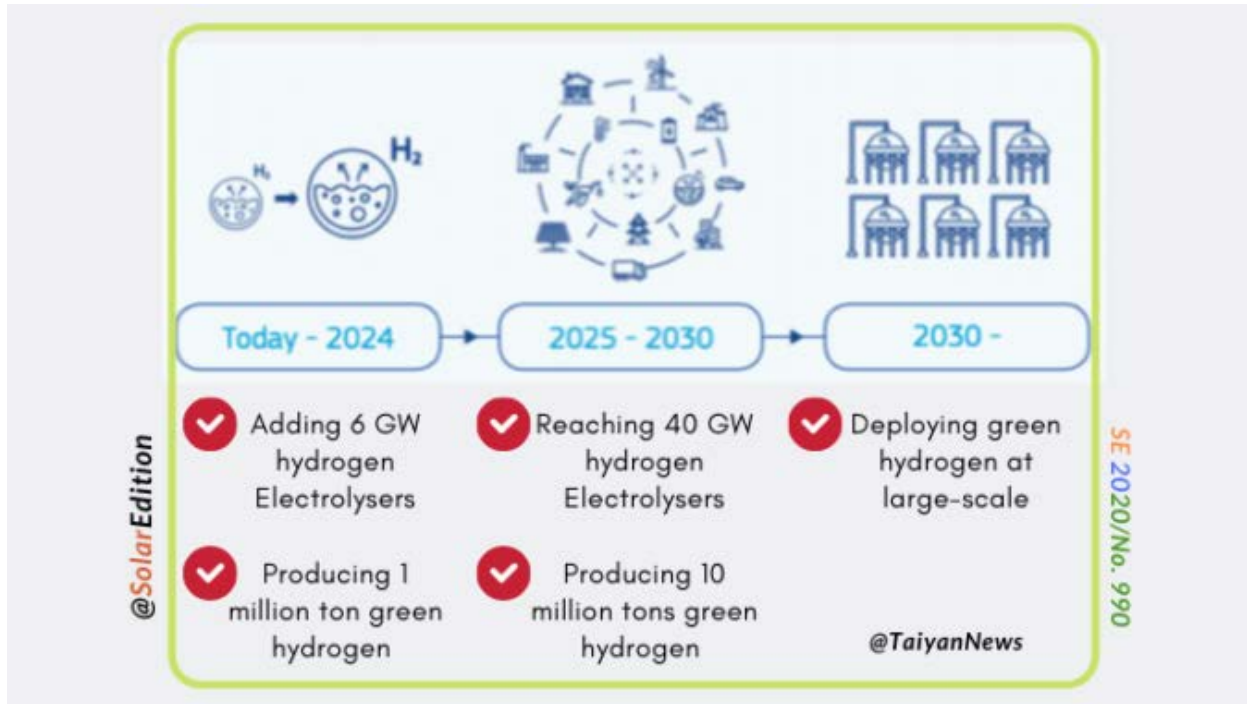 H₂
H₂
Today - 2024
2025 - 2030
2030 -
Adding 6 GW
hydrogen
Electrolysers
Producing 1
million ton green
hydrogen
Reaching 40 GW
hydrogen
Electrolysers
Producing 10
million tons green
hydrogen
Deploying green
hydrogen at
large-scale
@TaiyanNews
@SolarEdition
SE 2020/No. 990